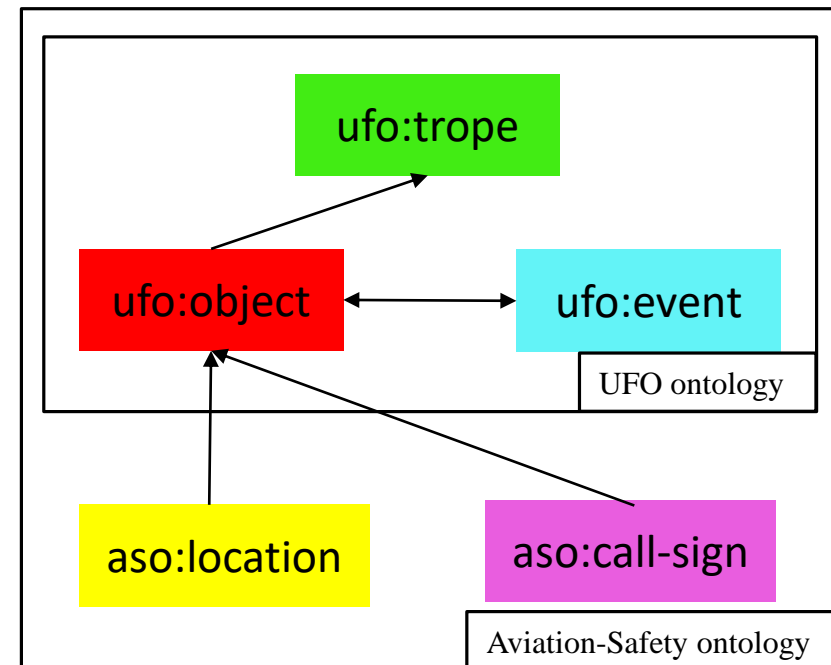 ufo:trope
ufo:object
ufo:event
UFO ontology
aso:location
aso:call-sign
Aviation-Safety ontology